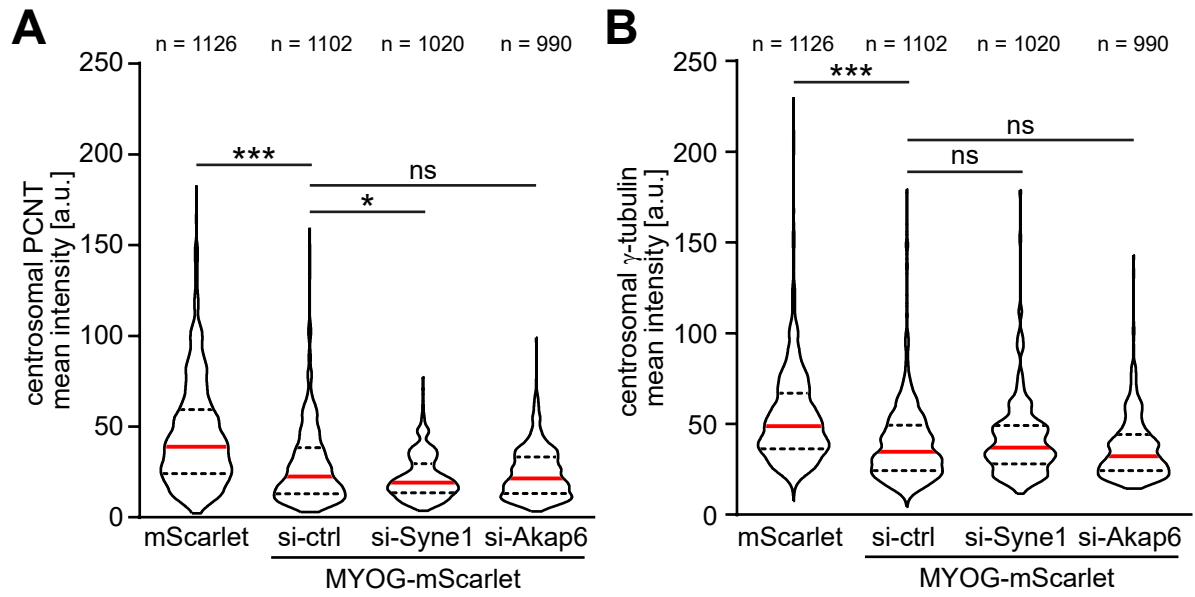 A
n = 1126 n = 1102 n = 1020 n = 990
250
200
150
100
50
0
centrosomal PCNT
mean intensity [a.u.]
***
ns
*
mScarlet si-ctrl si-Syne1 si-Akap6
MYOG-mScarlet
B
n = 1126 n = 1102 n = 1020 n = 990
250
200
150
100
50
0
centrosomal γ-tubulin
mean intensity [a.u.]
***
ns
ns
mScarlet si-ctrl si-Syne1 si-Akap6
MYOG-mScarlet